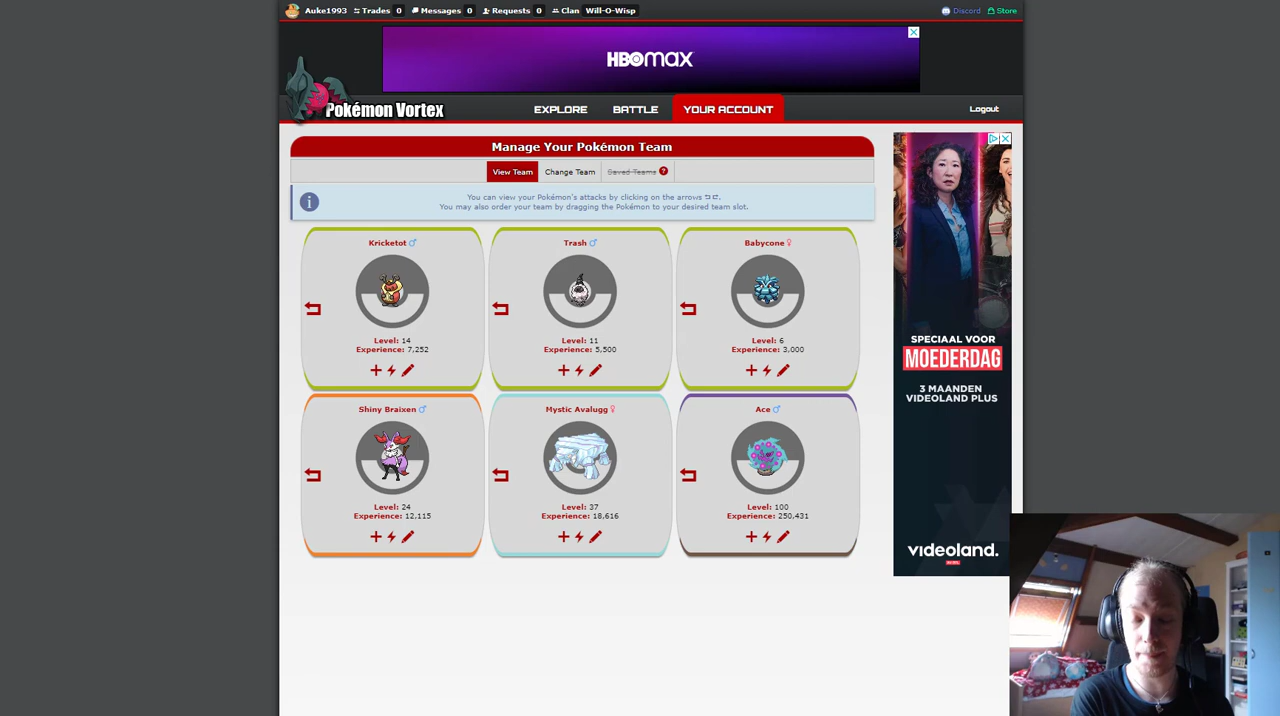 Auke1993 Trades 0 Messages 0 Requests 0 Clan Will-O-Wisp Discord Store
HBOmax
Pokémon Vortex
EXPLORE BATTLE YOUR ACCOUNT Logout
Manage Your Pokémon Team
View Team Change Team Saved Teams ?
You can view your Pokémon's attacks by clicking on the arrows.
You may also order your team by dragging the Pokémon to your desired team slot.
Kricketot ♂ Trash ♂ Babycone ♀
Level: 14 Level: 11 Level: 6
Experience: 7,252 Experience: 5,500 Experience: 3,000
Shiny Braixen ♂ Mystic Avalugg ♀ Ace ♂
Level: 24 Level: 37 Level: 100
Experience: 12,115 Experience: 18,616 Experience: 250,431
SPECIAAL VOOR
MOEDERDAG
3 MAANDEN
VIDEOLAND PLUS
videoland.